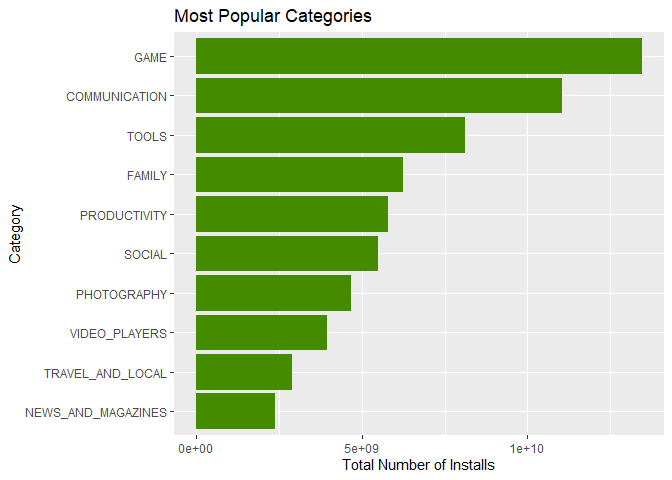 Most Popular Categories
GAME
COMMUNICATION
TOOLS
FAMILY
PRODUCTIVITY
SOCIAL
PHOTOGRAPHY
VIDEO_PLAYERS
TRAVEL_AND_LOCAL
NEWS_AND_MAGAZINES
Category
0e+00 5e+09 1e+10
Total Number of Installs